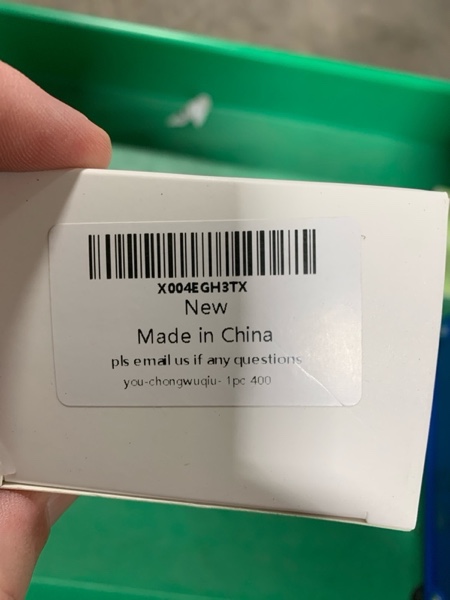 X004EGH3TX
New
Made in China
pls email us if any questions
you-chongwuqiu- 1pc 400